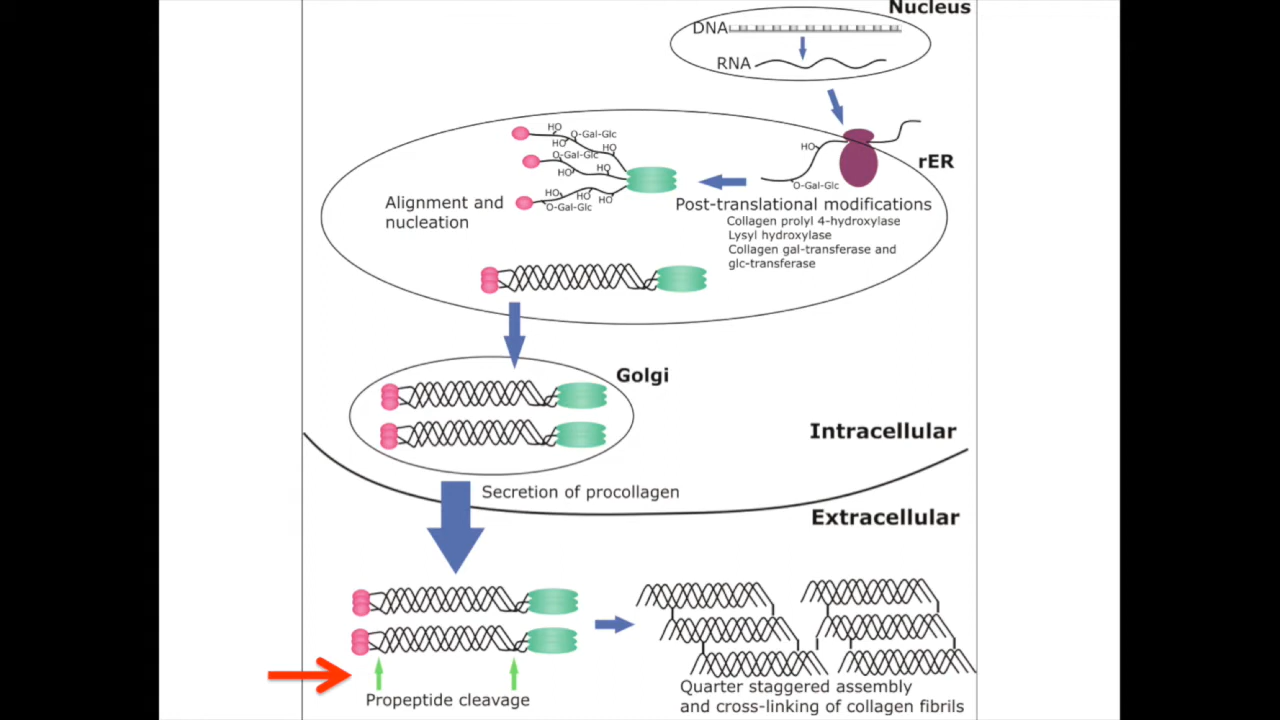 Nucleus
DNA
RNA
HO
O-Gal-Glc
HO
HO
O-Gal-Glc
HO
HO
HO
HO
HO
O-Gal-Glc
HO
rER
HO
O-Gal-Glc
Alignment and
nucleation
Post-translational modifications
Collagen prolyl 4-hydroxylase
Lysyl hydroxylase
Collagen gal-transferase and
glc-transferase
Golgi
Intracellular
Secretion of procollagen
Extracellular
Propeptide cleavage
Quarter staggered assembly
and cross-linking of collagen fibrils